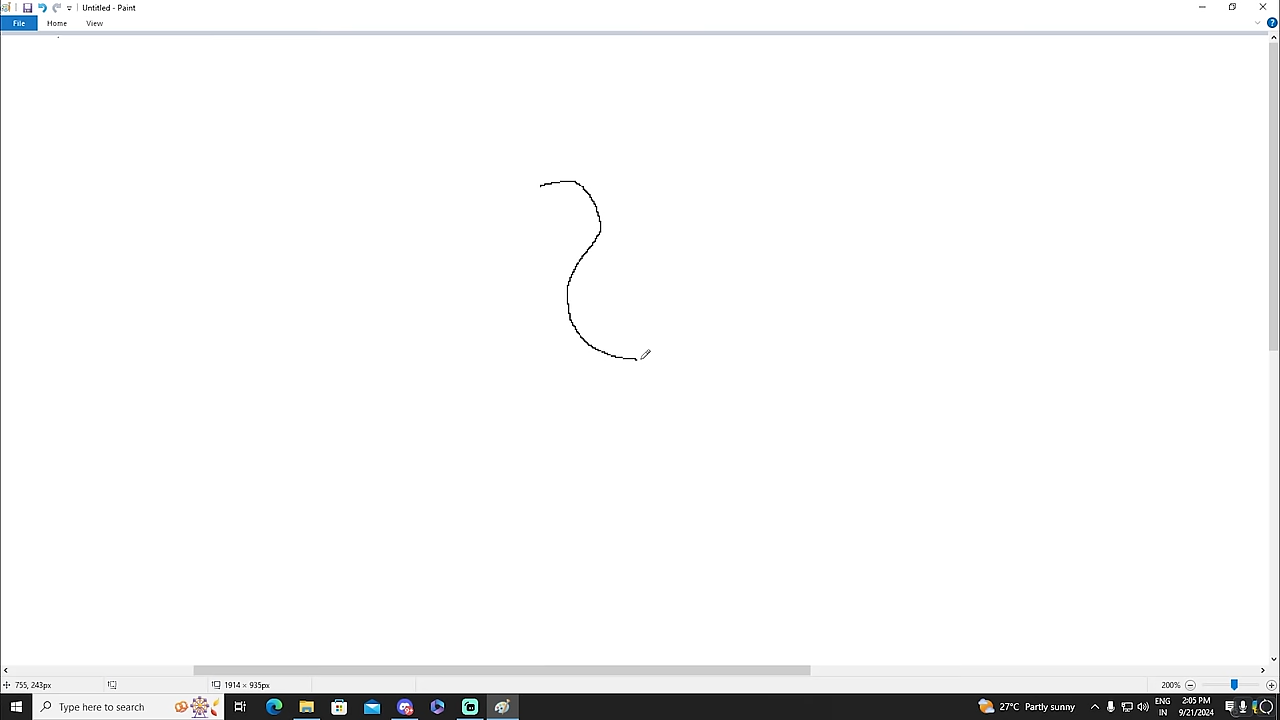 Untitled - Paint
File Home View
755, 243px 1914 × 935px 200%
Type here to search 27°C Partly sunny ENG IN 2:05 PM 9/21/2024